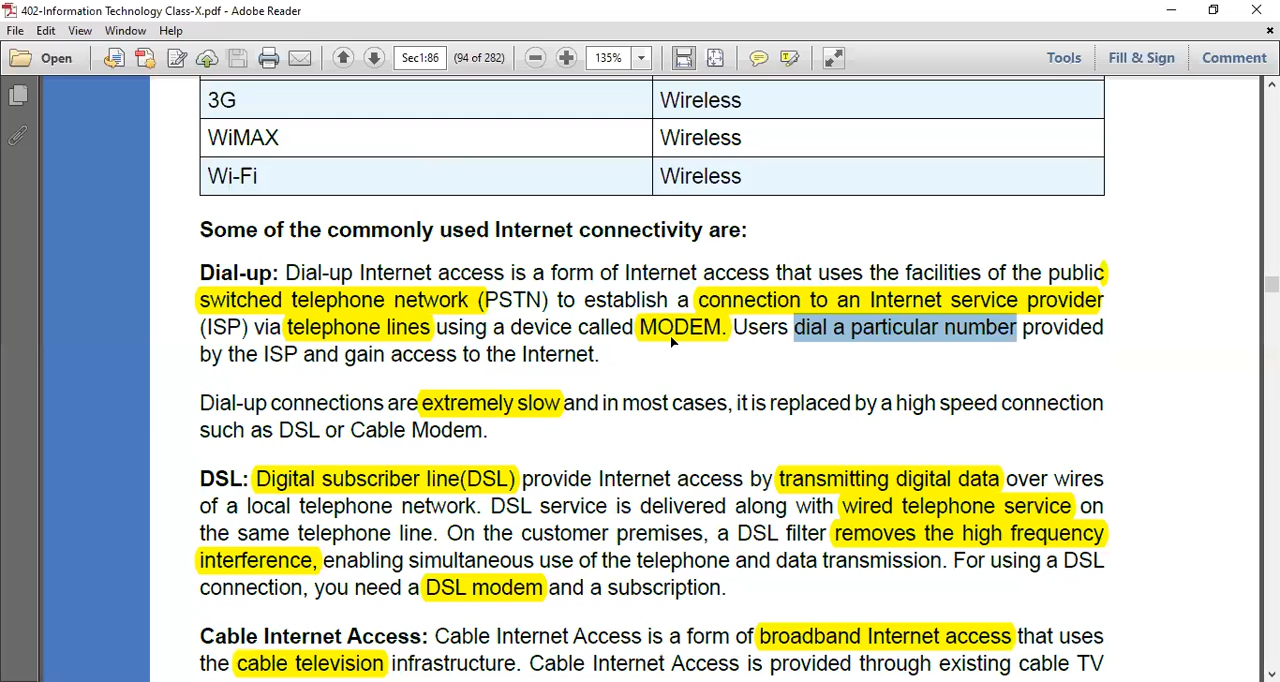 402-Information Technology Class-X.pdf - Adobe Reader
File Edit View Window Help
Open Sec1:86 (94 of 282) 135% Tools Fill & Sign Comment
3G Wireless
WiMAX Wireless
Wi-Fi Wireless
Some of the commonly used Internet connectivity are:
Dial-up: Dial-up Internet access is a form of Internet access that uses the facilities of the public
switched telephone network (PSTN) to establish a connection to an Internet service provider
(ISP) via telephone lines using a device called MODEM. Users dial a particular number provided
by the ISP and gain access to the Internet.
Dial-up connections are extremely slow and in most cases, it is replaced by a high speed connection
such as DSL or Cable Modem.
DSL: Digital subscriber line(DSL) provide Internet access by transmitting digital data over wires
of a local telephone network. DSL service is delivered along with wired telephone service on
the same telephone line. On the customer premises, a DSL filter removes the high frequency
interference, enabling simultaneous use of the telephone and data transmission. For using a DSL
connection, you need a DSL modem and a subscription.
Cable Internet Access: Cable Internet Access is a form of broadband Internet access that uses
the cable television infrastructure. Cable Internet Access is provided through existing cable TV